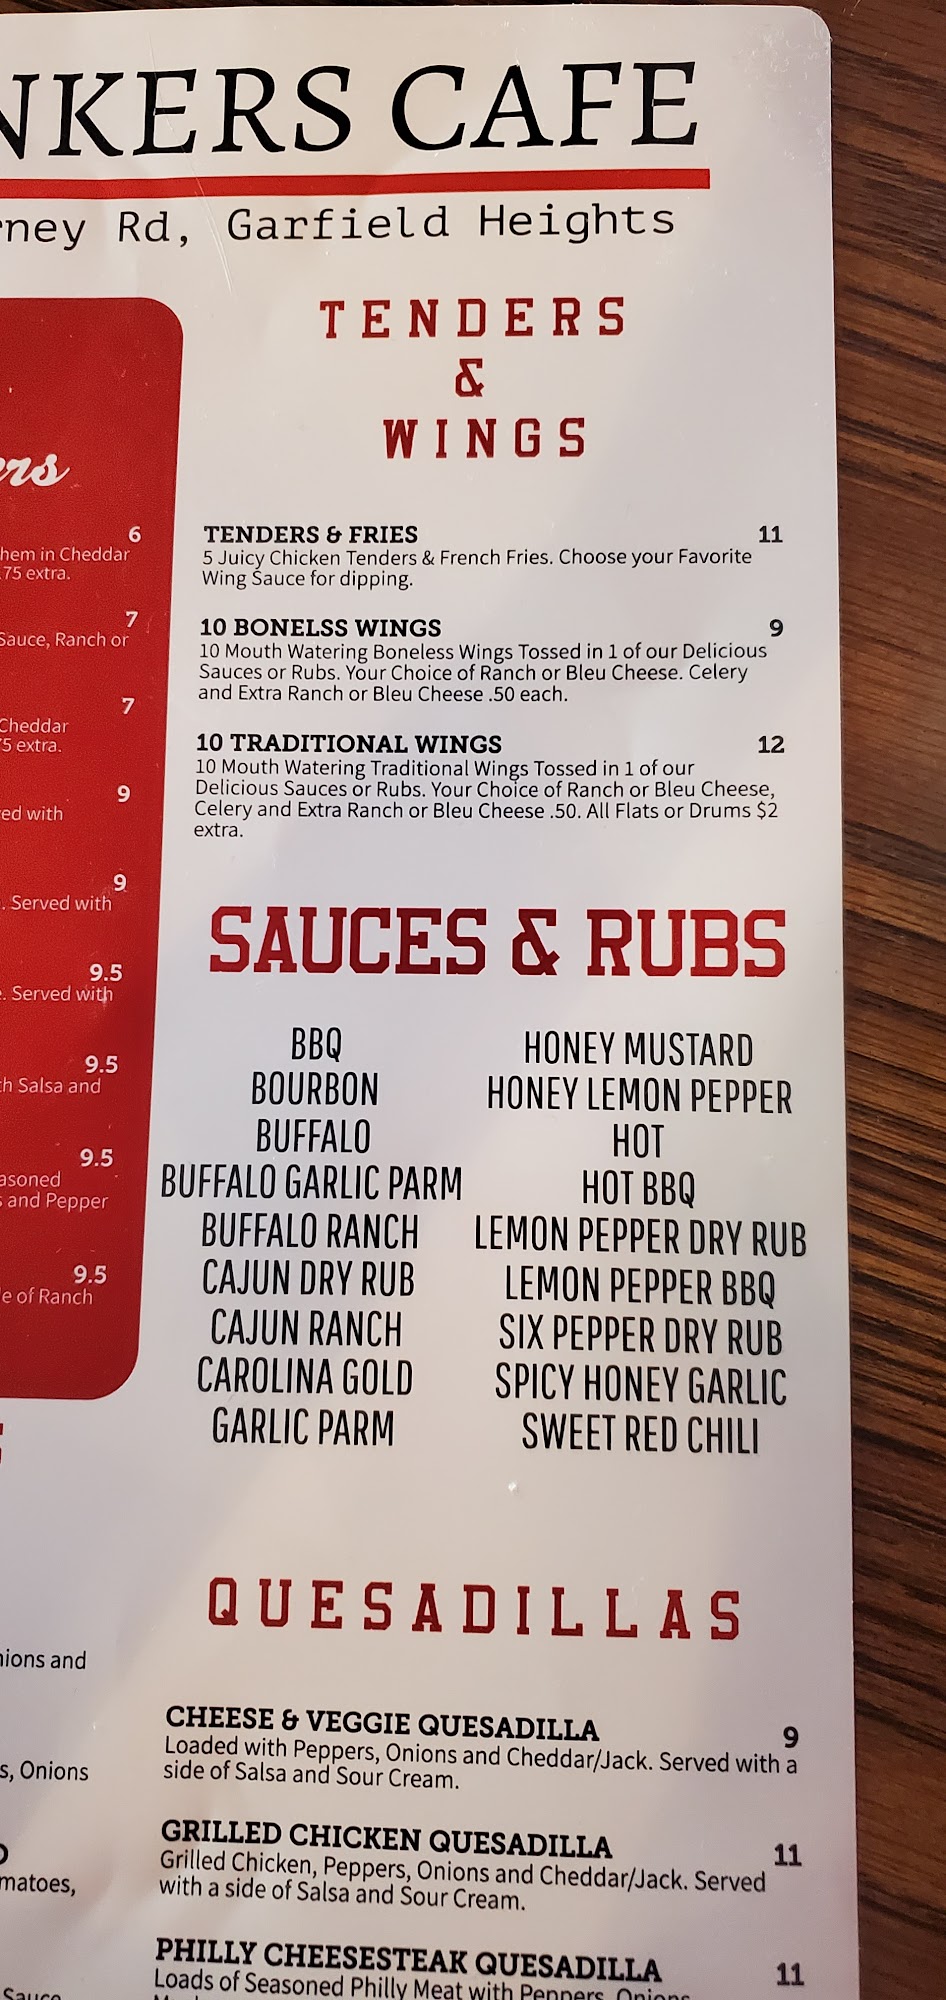 NKERS CAFE
rney Rd, Garfield Heights
ers
6
hem in Cheddar
.75 extra.
7
Sauce, Ranch or
7
Cheddar
5 extra.
9
ed with
9
. Served with
9.5
. Served with
9.5
h Salsa and
9.5
asoned
s and Pepper
9.5
e of Ranch
nions and
s, Onions
matoes,
Sauce
TENDERS
&
WINGS
TENDERS & FRIES 11
5 Juicy Chicken Tenders & French Fries. Choose your Favorite
Wing Sauce for dipping.
10 BONELSS WINGS 9
10 Mouth Watering Boneless Wings Tossed in 1 of our Delicious
Sauces or Rubs. Your Choice of Ranch or Bleu Cheese. Celery
and Extra Ranch or Bleu Cheese .50 each.
10 TRADITIONAL WINGS 12
10 Mouth Watering Traditional Wings Tossed in 1 of our
Delicious Sauces or Rubs. Your Choice of Ranch or Bleu Cheese,
Celery and Extra Ranch or Bleu Cheese .50. All Flats or Drums $2
extra.
SAUCES & RUBS
BBQ
BOURBON
BUFFALO
BUFFALO GARLIC PARM
BUFFALO RANCH
CAJUN DRY RUB
CAJUN RANCH
CAROLINA GOLD
GARLIC PARM
HONEY MUSTARD
HONEY LEMON PEPPER
HOT
HOT BBQ
LEMON PEPPER DRY RUB
LEMON PEPPER BBQ
SIX PEPPER DRY RUB
SPICY HONEY GARLIC
SWEET RED CHILI
QUESADILLAS
CHEESE & VEGGIE QUESADILLA 9
Loaded with Peppers, Onions and Cheddar/Jack. Served with a
side of Salsa and Sour Cream.
GRILLED CHICKEN QUESADILLA 11
Grilled Chicken, Peppers, Onions and Cheddar/Jack. Served
with a side of Salsa and Sour Cream.
PHILLY CHEESESTEAK QUESADILLA 11
Loads of Seasoned Philly Meat with Peppers, Onions